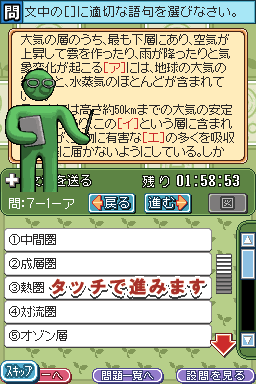 問 文中の[ ]に適切な語句を選びなさい。
大気の層のうち、最も下層にあり、空気が
上昇して雲を作ったり、雨が降ったりと気
象変化が起こる[ア]には、地球の大気の
と、水蒸気のほとんどが含まれて
は高さ約50kmまでの大気の安定
この[イ]という層に含まれ
に有害な[エ]の多くを吸収
に届かないようにしている。しか
を送る 残り 01:58:53
問:7-1-ア 戻る 進む 図
①中間圏
②成層圏
③熱圏
タッチで進みます
④対流圏
⑤オゾン層
スキップ ーへ 問題一覧へ 設問を見る